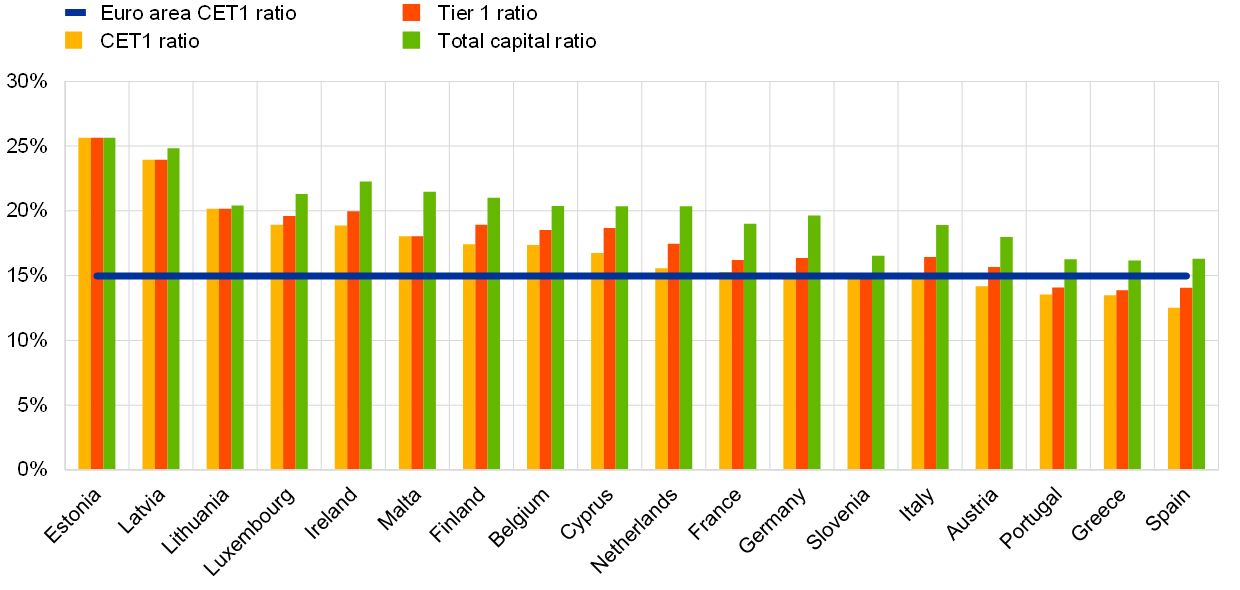 Euro area CET1 ratio
Tier 1 ratio
CET1 ratio
Total capital ratio
30%
25%
20%
15%
10%
5%
0%
Estonia
Latvia
Lithuania
Luxembourg
Ireland
Malta
Finland
Belgium
Cyprus
Netherlands
France
Germany
Slovenia
Italy
Austria
Portugal
Greece
Spain